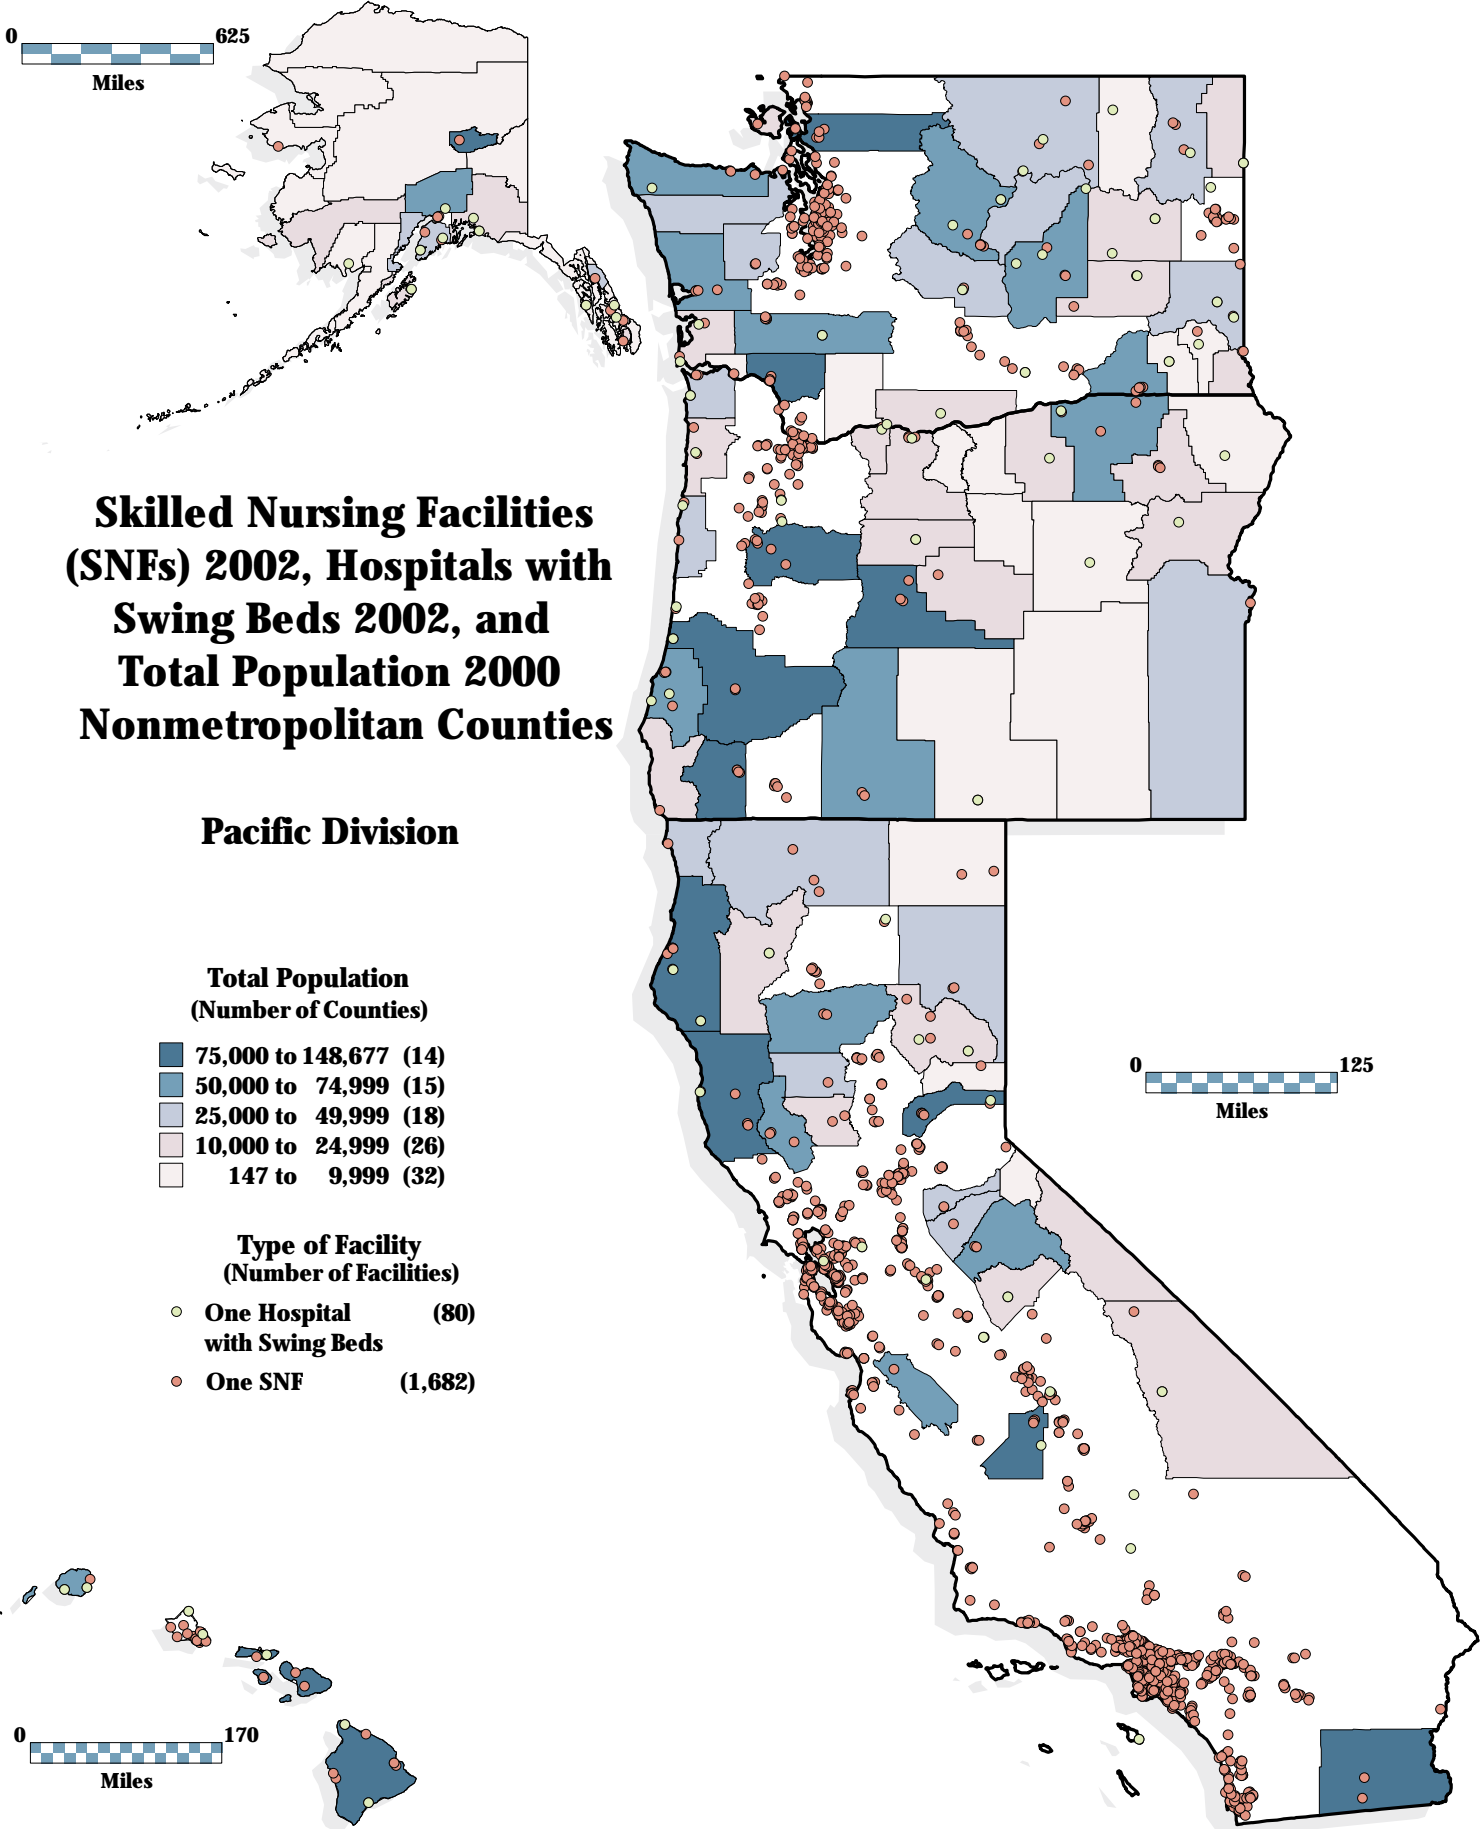 0 625
Miles
Skilled Nursing Facilities
(SNFs) 2002, Hospitals with
Swing Beds 2002, and
Total Population 2000
Nonmetropolitan Counties
Pacific Division
Total Population
(Number of Counties)
75,000 to 148,677 (14)
50,000 to 74,999 (15)
25,000 to 49,999 (18)
10,000 to 24,999 (26)
147 to 9,999 (32)
Type of Facility
(Number of Facilities)
One Hospital (80)
with Swing Beds
One SNF (1,682)
0 125
Miles
0 170
Miles